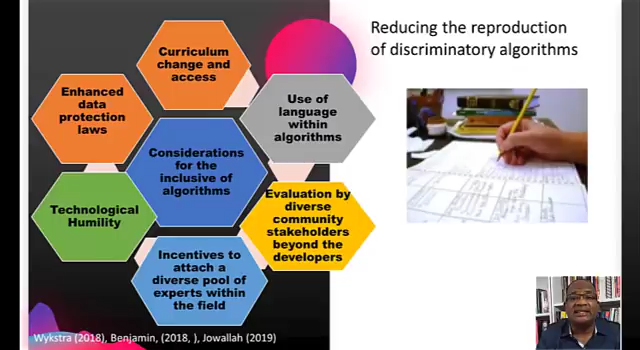 Reducing the reproduction
of discriminatory algorithms
Curriculum
change and
access
Enhanced
data
protection
laws
Use of
language
within
algorithms
Considerations
for the
inclusive of
algorithms
Technological
Humility
Evaluation by
diverse
community
stakeholders
beyond the
developers
Incentives to
attach a
diverse pool of
experts within
the field
Wykstra (2018), Benjamin, (2018, ), Jowallah (2019)